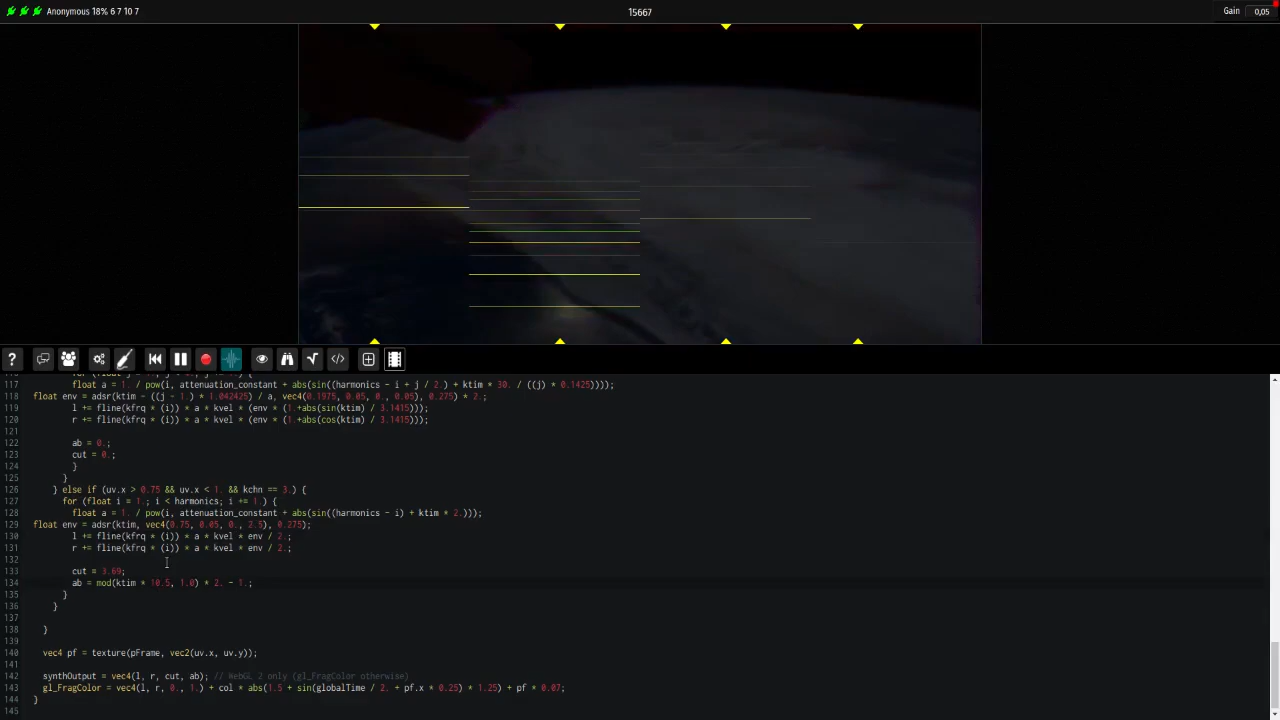 Anonymous 18% 6 7 10 7
15667
Gain 0,05
117 float a = 1. / pow(i, attenuation_constant + abs(sin((harmonics - i + j / 2.) + ktim * 30. / ((j) * 0.1425))));
118 float env = adsr(ktim - ((j - 1.) * 1.042425) / a, vec4(0.1975, 0.05, 0., 0.05), 0.275) * 2.;
119 l += fline(kfrq * (i)) * a * kvel * (env * (1.+abs(sin(ktim) / 3.1415)));
120 r += fline(kfrq * (i)) * a * kvel * (env * (1.+abs(cos(ktim) / 3.1415)));
121
122 ab = 0.;
123 cut = 0.;
124 }
125 }
126 } else if (uv.x > 0.75 && uv.x < 1. && kchn == 3.) {
127 for (float i = 1.; i < harmonics; i += 1.) {
128 float a = 1. / pow(i, attenuation_constant + abs(sin((harmonics - i) + ktim * 2.)));
129 float env = adsr(ktim, vec4(0.75, 0.05, 0., 2.5), 0.275);
130 l += fline(kfrq * (i)) * a * kvel * env / 2.;
131 r += fline(kfrq * (i)) * a * kvel * env / 2.;
132
133 cut = 3.69;
134 ab = mod(ktim * 10.5, 1.0) * 2. - 1.;
135 }
136 }
137
138 }
139
140 vec4 pf = texture(pFrame, vec2(uv.x, uv.y));
141
142 synthOutput = vec4(l, r, cut, ab); // WebGL 2 only (gl_FragColor otherwise)
143 gl_FragColor = vec4(l, r, 0., 1.) + col * abs(1.5 + sin(globalTime / 2. + pf.x * 0.25) * 1.25) + pf * 0.07;
144 }
145